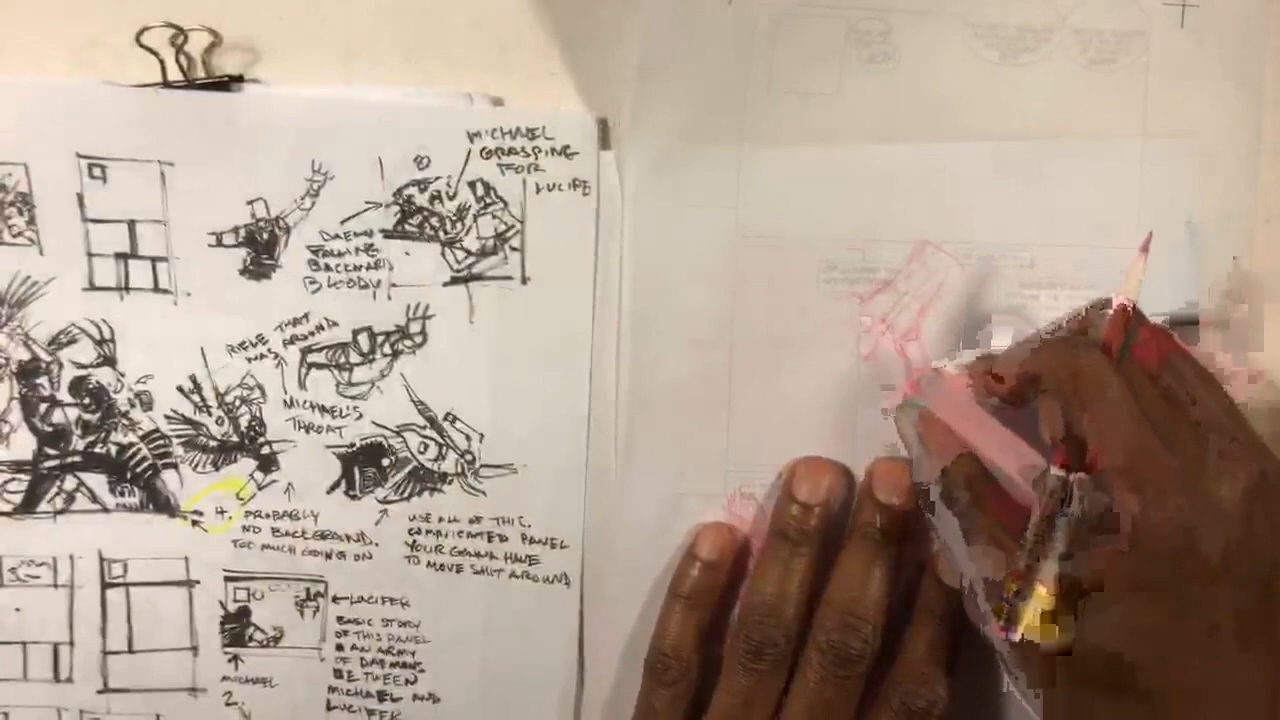 MICHAEL
GRASPING
FOR
LUCIFE
DAEMON
FALLING
BACKWARDS
BLOODY
RIFLE THAT
WAS AROUND
MICHAEL'S
THROAT
4. PROBABLY
NO BACKGROUND.
TOO MUCH GOING ON
USE ALL OF THIS.
COMPLICATED PANEL
YOUR GONNA HAVE
TO MOVE SHIT AROUND
LUCIFER
BASIC STORY
OF THIS PANEL
IS AN ARMY
OF DAEMONS
BETWEEN
MICHAEL AND
LUCIFER
MICHAEL
2.